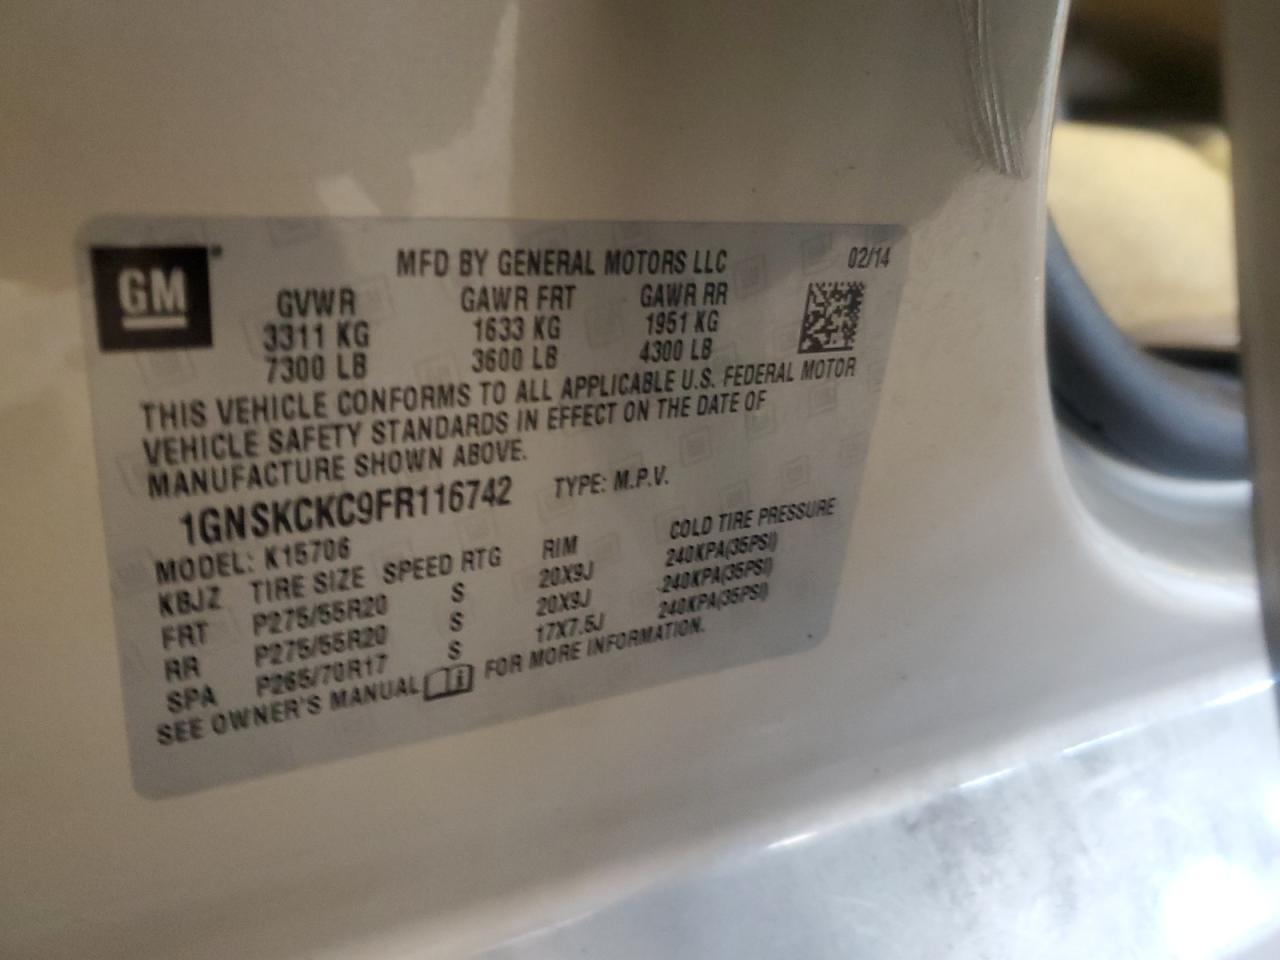 GM
MFD BY GENERAL MOTORS LLC 02/14
GVWR GAWR FRT GAWR RR
3311 KG 1633 KG 1951 KG
7300 LB 3600 LB 4300 LB
THIS VEHICLE CONFORMS TO ALL APPLICABLE U.S. FEDERAL MOTOR
VEHICLE SAFETY STANDARDS IN EFFECT ON THE DATE OF
MANUFACTURE SHOWN ABOVE.
1GNSKCKC9FR116742 TYPE: M.P.V.
MODEL: K15706
KBJZ TIRE SIZE SPEED RTG RIM COLD TIRE PRESSURE
FRT P275/55R20 S 20X9J 240KPA(35PSI)
RR P275/55R20 S 20X9J 240KPA(35PSI)
SPA P265/70R17 S 17X7.5J 240KPA(35PSI)
SEE OWNER'S MANUAL FOR MORE INFORMATION.